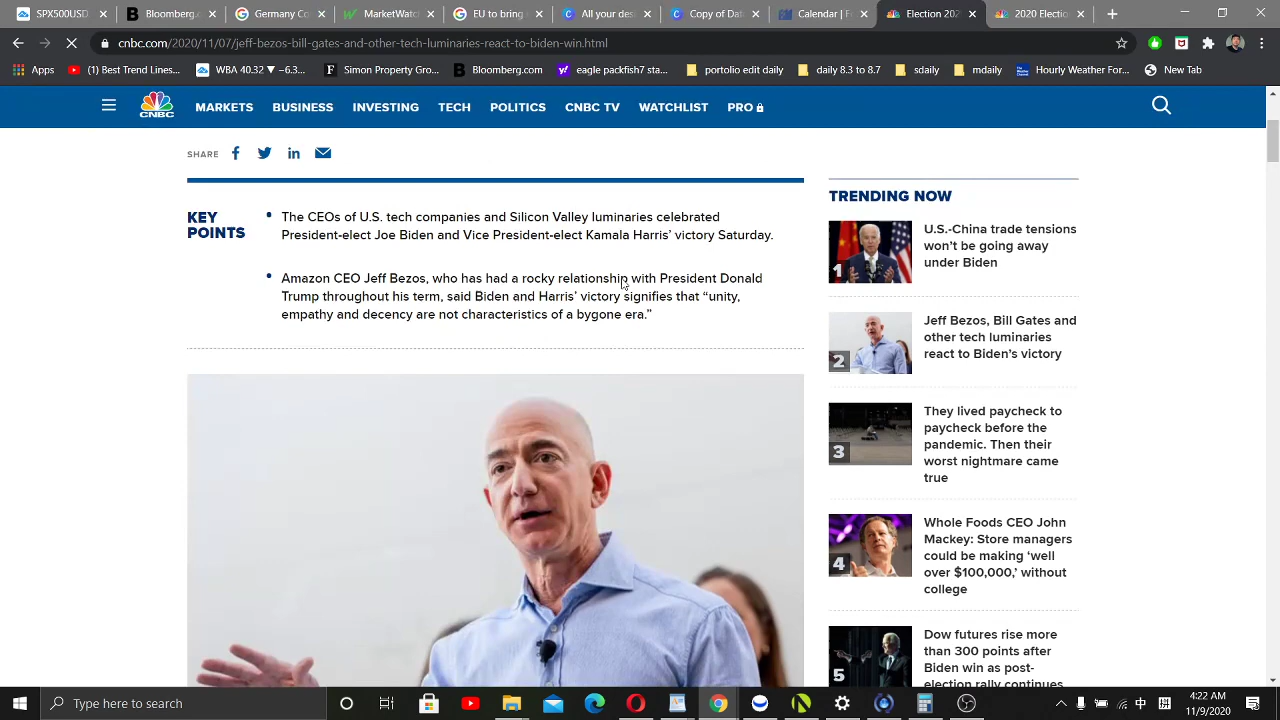 SPX500USD
Bloomberg
Germany Co
MarketWatch
EU to bring
All your des
Copy of Da
Calendar | F
Election 202
Election 202
cnbc.com/2020/11/07/jeff-bezos-bill-gates-and-other-tech-luminaries-react-to-biden-win.html
Apps (1) Best Trend Lines... WBA 40.32 ▼ −6.3... Simon Property Gro... Bloomberg.com eagle packfish7 sta... portolio edit daily daily 8.3 to 8.7 sdaily mdaily Hourly Weather For... New Tab
CNBC MARKETS BUSINESS INVESTING TECH POLITICS CNBC TV WATCHLIST PRO
SHARE
KEY
POINTS
The CEOs of U.S. tech companies and Silicon Valley luminaries celebrated
President-elect Joe Biden and Vice President-elect Kamala Harris’ victory Saturday.
Amazon CEO Jeff Bezos, who has had a rocky relationship with President Donald
Trump throughout his term, said Biden and Harris’ victory signifies that “unity,
empathy and decency are not characteristics of a bygone era.”
TRENDING NOW
1
U.S.-China trade tensions
won’t be going away
under Biden
2
Jeff Bezos, Bill Gates and
other tech luminaries
react to Biden’s victory
3
They lived paycheck to
paycheck before the
pandemic. Then their
worst nightmare came
true
4
Whole Foods CEO John
Mackey: Store managers
could be making ‘well
over $100,000,’ without
college
5
Dow futures rise more
than 300 points after
Biden win as post-
election rally continues
Type here to search
中 拼
4:22 AM
11/9/2020